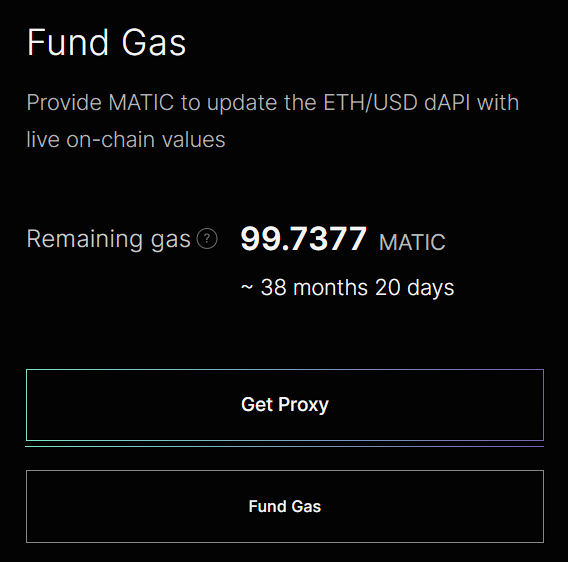 Fund Gas
Provide MATIC to update the ETH/USD dAPI with
live on-chain values
Remaining gas ? 99.7377 MATIC
~ 38 months 20 days
Get Proxy
Fund Gas